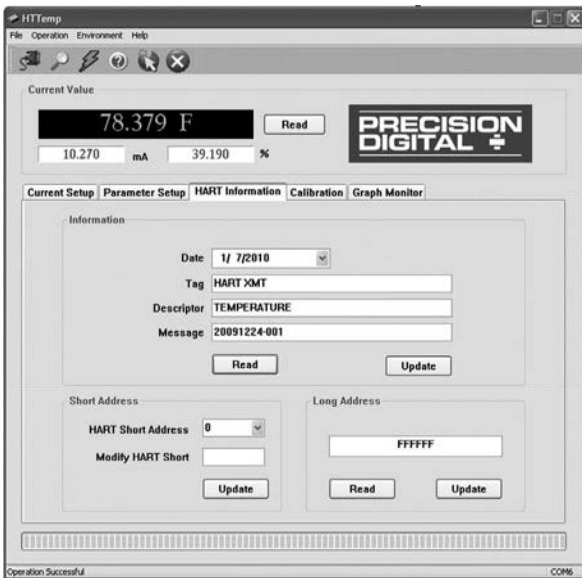 HTTemp
File Operation Environment Help
Current Value
78.379 F
Read
PRECISION
DIGITAL
10.270 mA 39.190 %
Current Setup Parameter Setup HART Information Calibration Graph Monitor
Information
Date 1/ 7/2010
Tag HART XMT
Descriptor TEMPERATURE
Message 20091224-001
Read Update
Short Address
HART Short Address 0
Modify HART Short
Update
Long Address
FFFFFF
Read Update
Operation Successful COM6